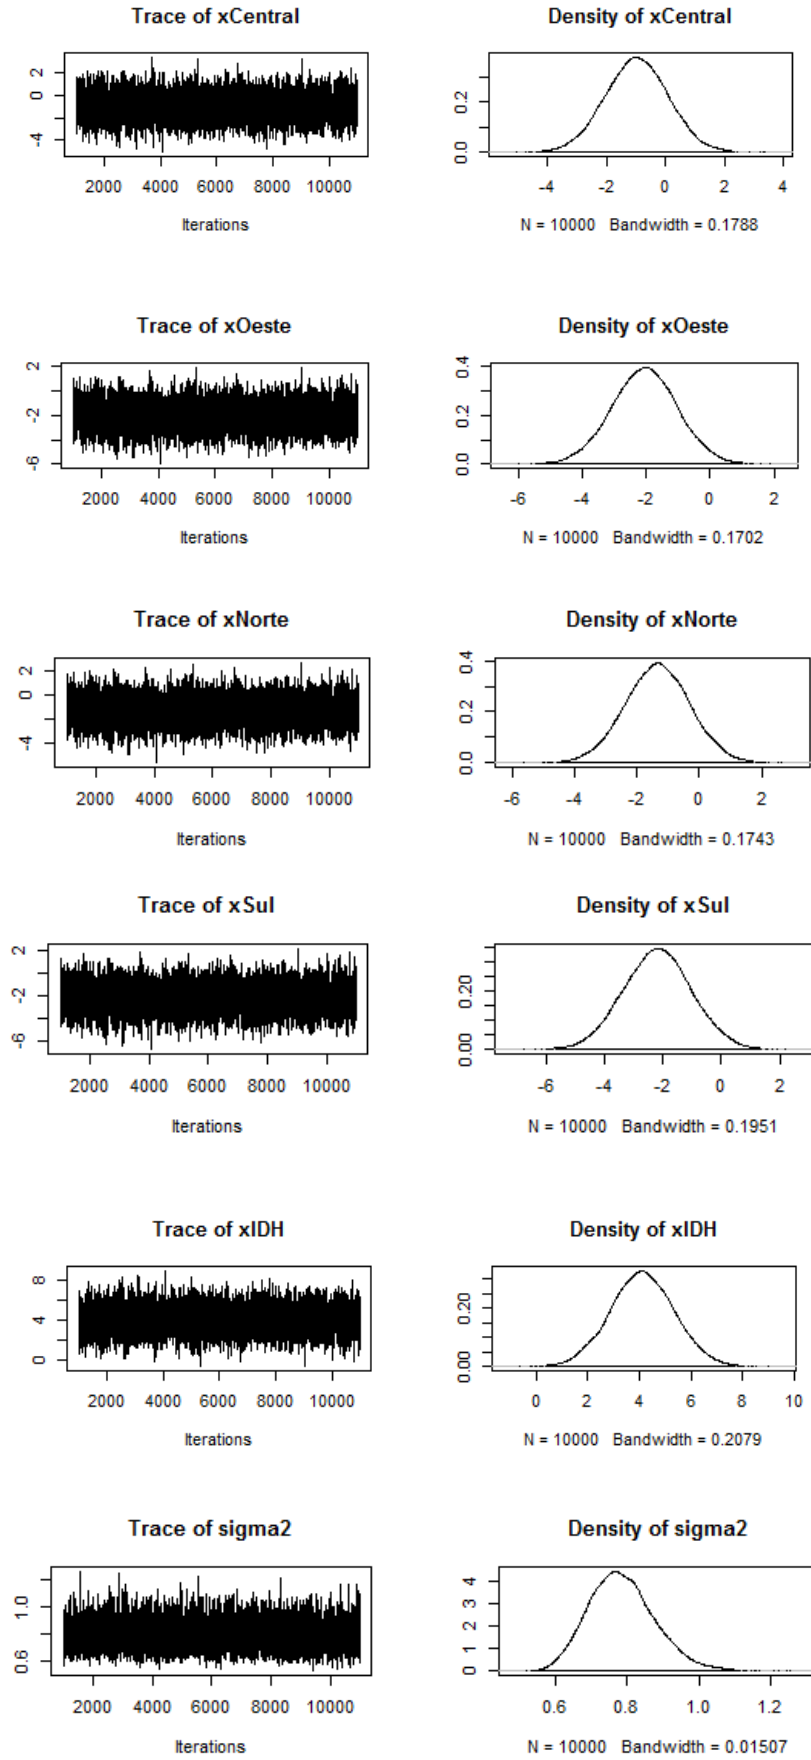 Trace of xCentral
Density of xCentral
2
0
-4
0.2
0.0
2000 4000 6000 8000 10000
-4 -2 0 2 4
Iterations
N = 10000 Bandwidth = 0.1788
Trace of xOeste
Density of xOeste
2
-2
-6
0.4
0.2
0.0
2000 4000 6000 8000 10000
-6 -4 -2 0 2
Iterations
N = 10000 Bandwidth = 0.1702
Trace of xNorte
Density of xNorte
2
0
-4
0.4
0.2
0.0
2000 4000 6000 8000 10000
-6 -4 -2 0 2
Iterations
N = 10000 Bandwidth = 0.1743
Trace of xSul
Density of xSul
2
-2
-6
0.20
0.00
2000 4000 6000 8000 10000
-6 -4 -2 0 2
Iterations
N = 10000 Bandwidth = 0.1951
Trace of xIDH
Density of xIDH
8
4
0
0.20
0.00
2000 4000 6000 8000 10000
0 2 4 6 8 10
Iterations
N = 10000 Bandwidth = 0.2079
Trace of sigma2
Density of sigma2
1.0
0.6
4
3
2
1
0
2000 4000 6000 8000 10000
0.6 0.8 1.0 1.2
Iterations
N = 10000 Bandwidth = 0.01507